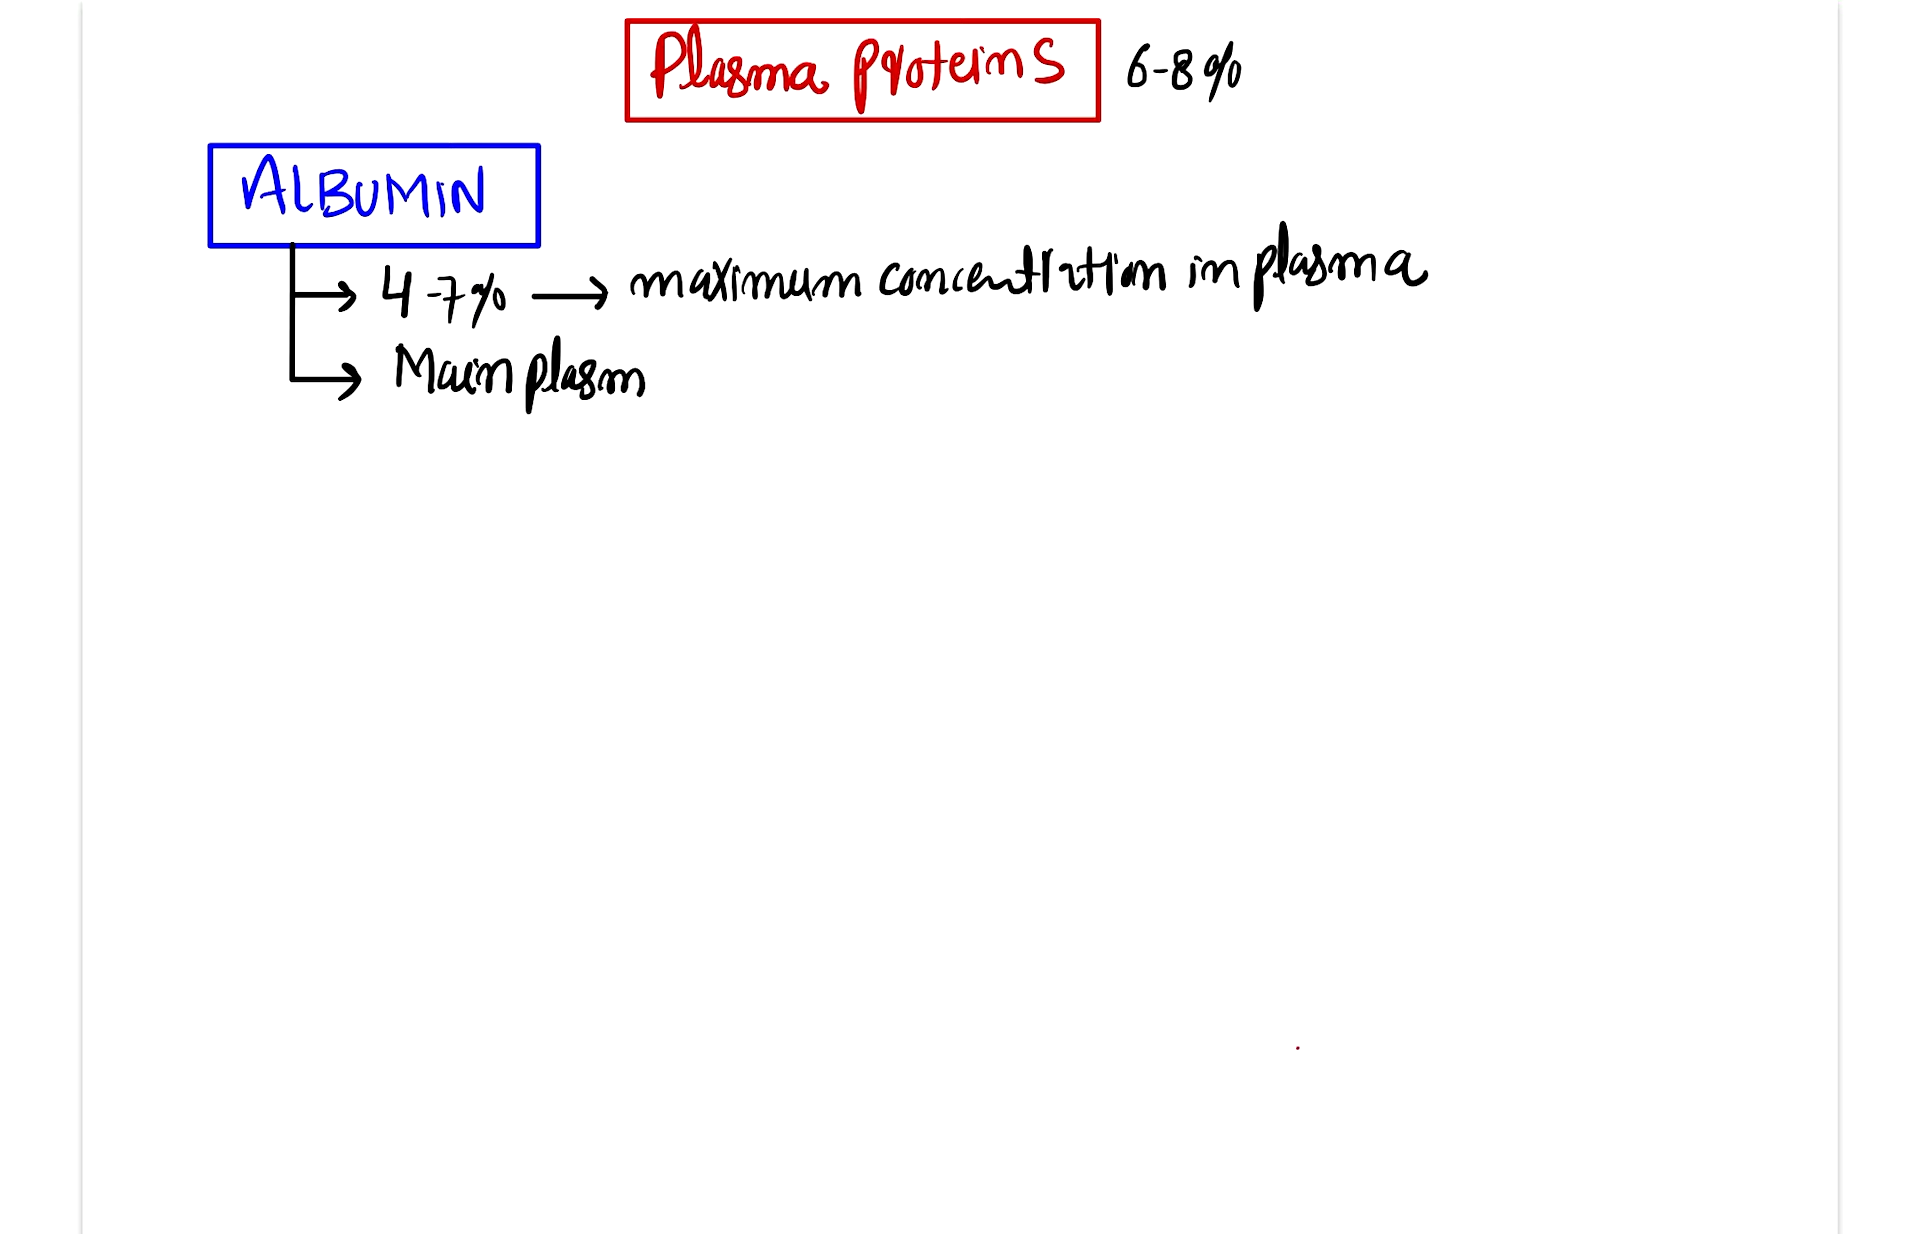 Plasma proteins 6-8%
ALBUMIN
4-7% → maximum concentration in plasma
Main plasm